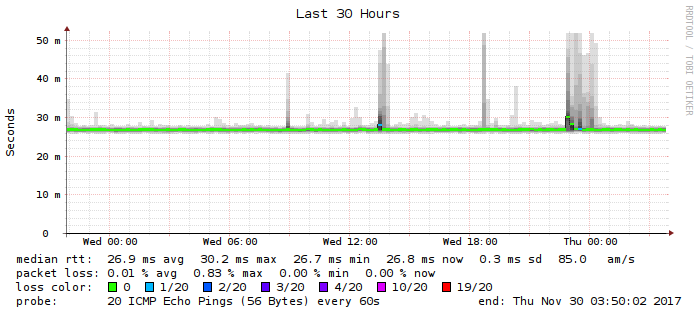 Last 30 Hours
RRDTOOL / TOBI OETIKER
Seconds
50 m
40 m
30 m
20 m
10 m
0
Wed 00:00 Wed 06:00 Wed 12:00 Wed 18:00 Thu 00:00
median rtt: 26.9 ms avg 30.2 ms max 26.7 ms min 26.8 ms now 0.3 ms sd 85.0 am/s
packet loss: 0.01 % avg 0.83 % max 0.00 % min 0.00 % now
loss color: 0 1/20 2/20 3/20 4/20 10/20 19/20
probe: 20 ICMP Echo Pings (56 Bytes) every 60s end: Thu Nov 30 03:50:02 2017